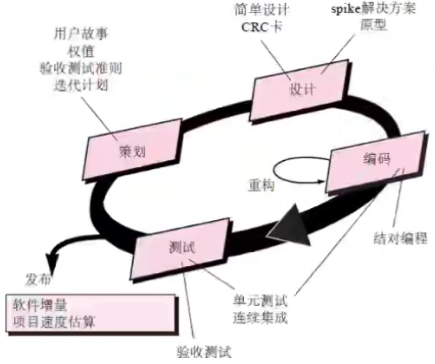 用户故事
权值
验收测试准则
迭代计划
简单设计
CRC卡
spike解决方案
原型
设计
策划
编码
重构
结对编程
测试
发布
软件增量
项目速度估算
单元测试
连续集成
验收测试